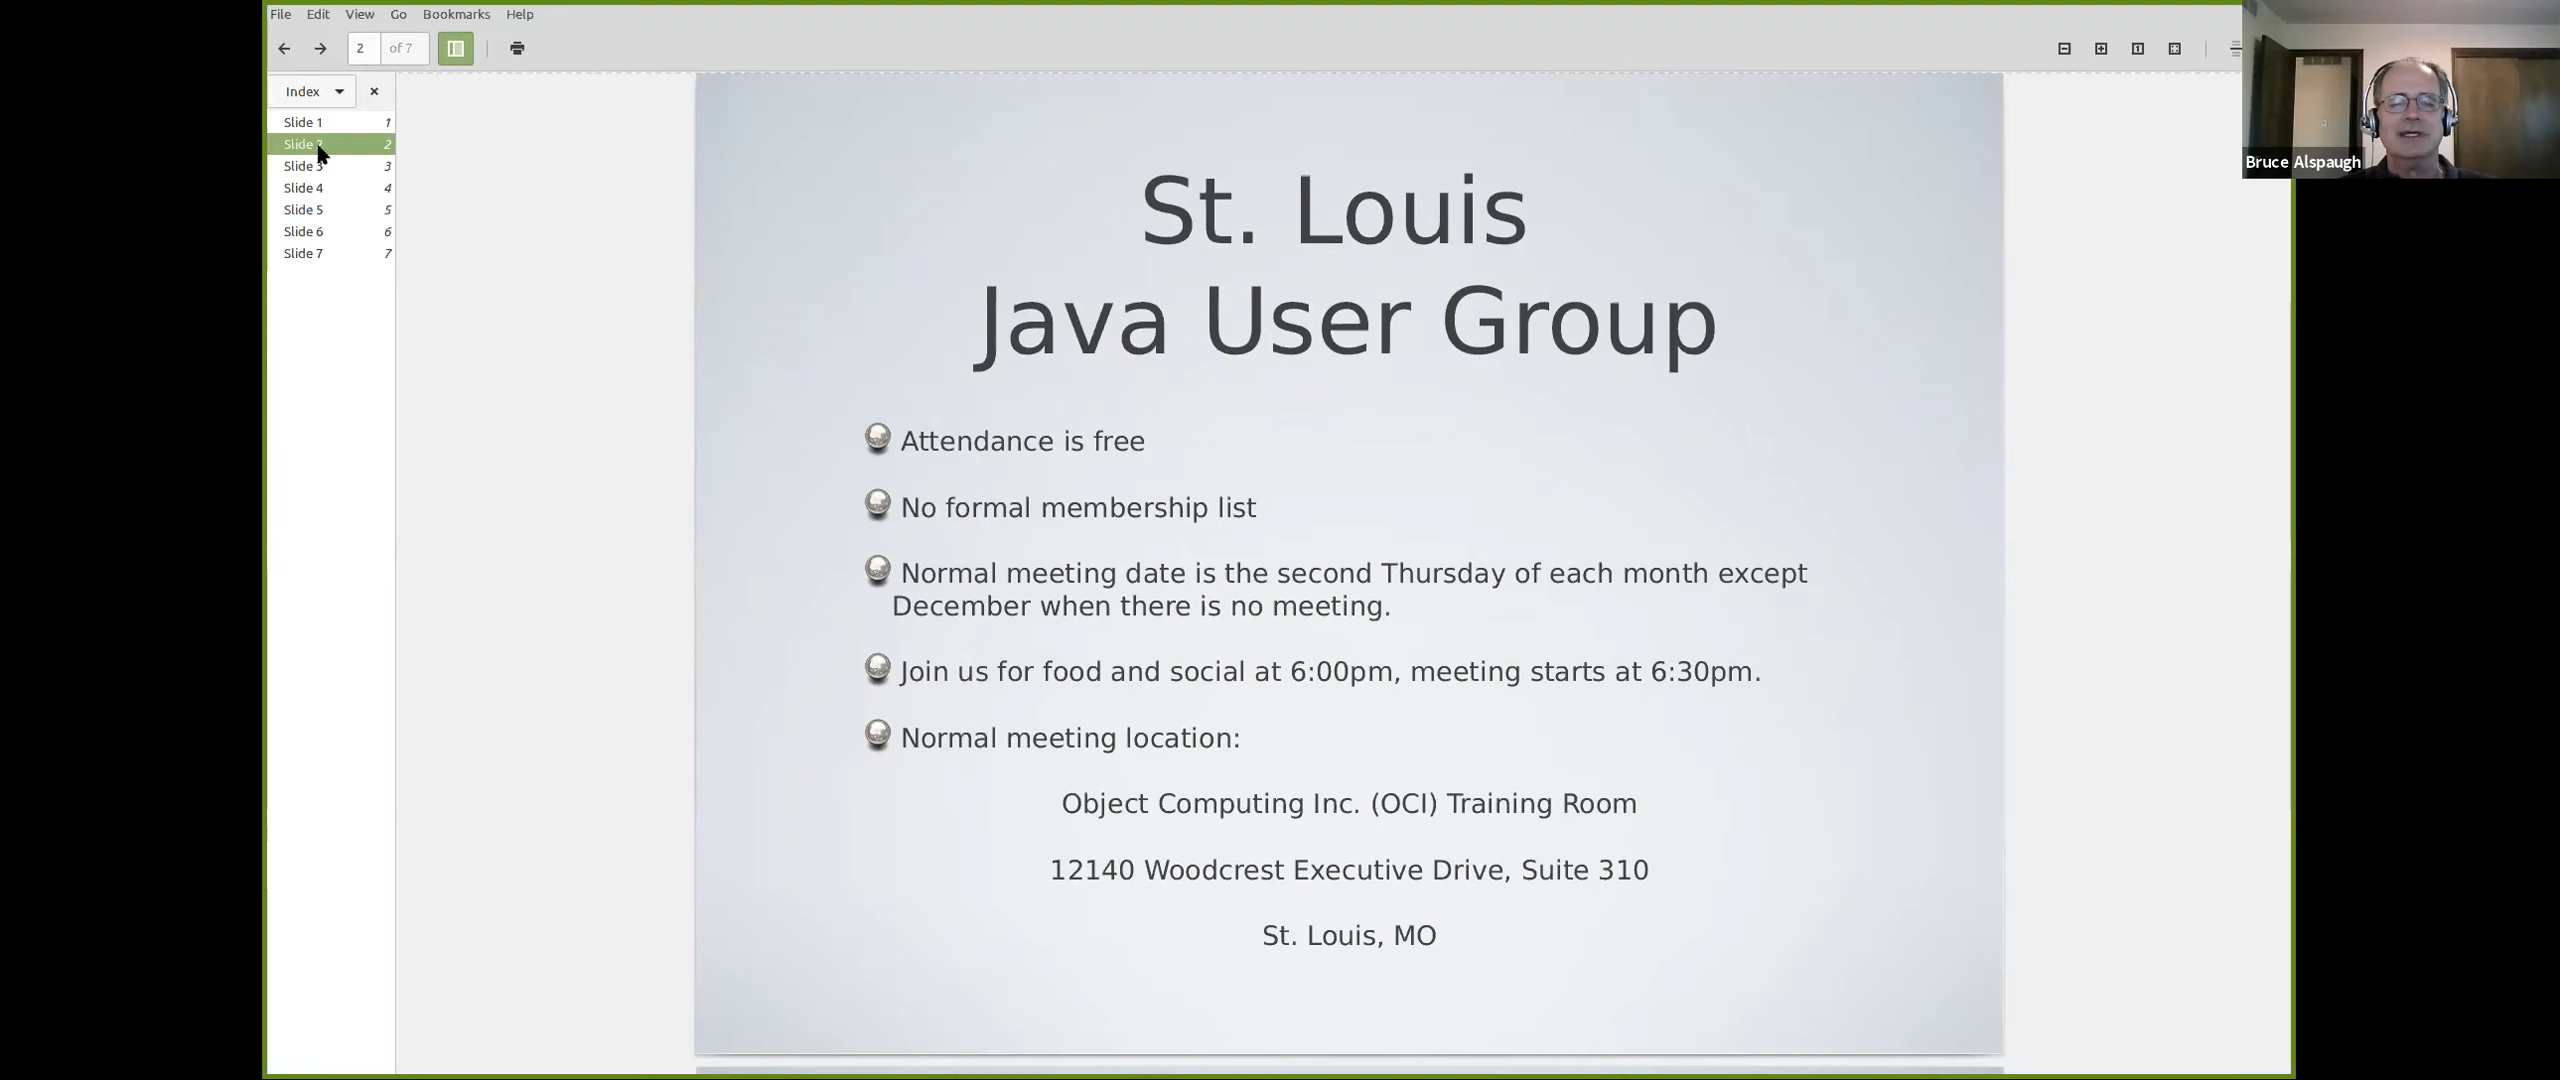 File Edit View Go Bookmarks Help
2 of 7
Index
Slide 1 1
Slide 2
Slide 3 3
Slide 4 4
Slide 5 5
Slide 6 6
Slide 7 7
St. Louis
Java User Group
Attendance is free
No formal membership list
Normal meeting date is the second Thursday of each month except
December when there is no meeting.
Join us for food and social at 6:00pm, meeting starts at 6:30pm.
Normal meeting location:
Object Computing Inc. (OCI) Training Room
12140 Woodcrest Executive Drive, Suite 310
St. Louis, MO
Bruce Alspaugh